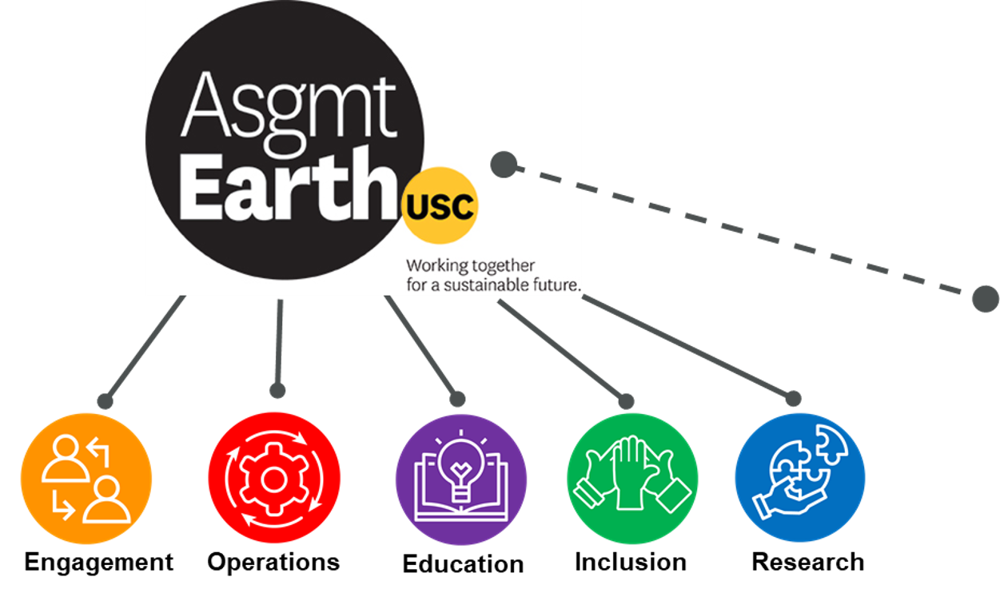 Asgmt
Earth
USC
Working together
for a sustainable future.
Engagement
Operations
Education
Inclusion
Research